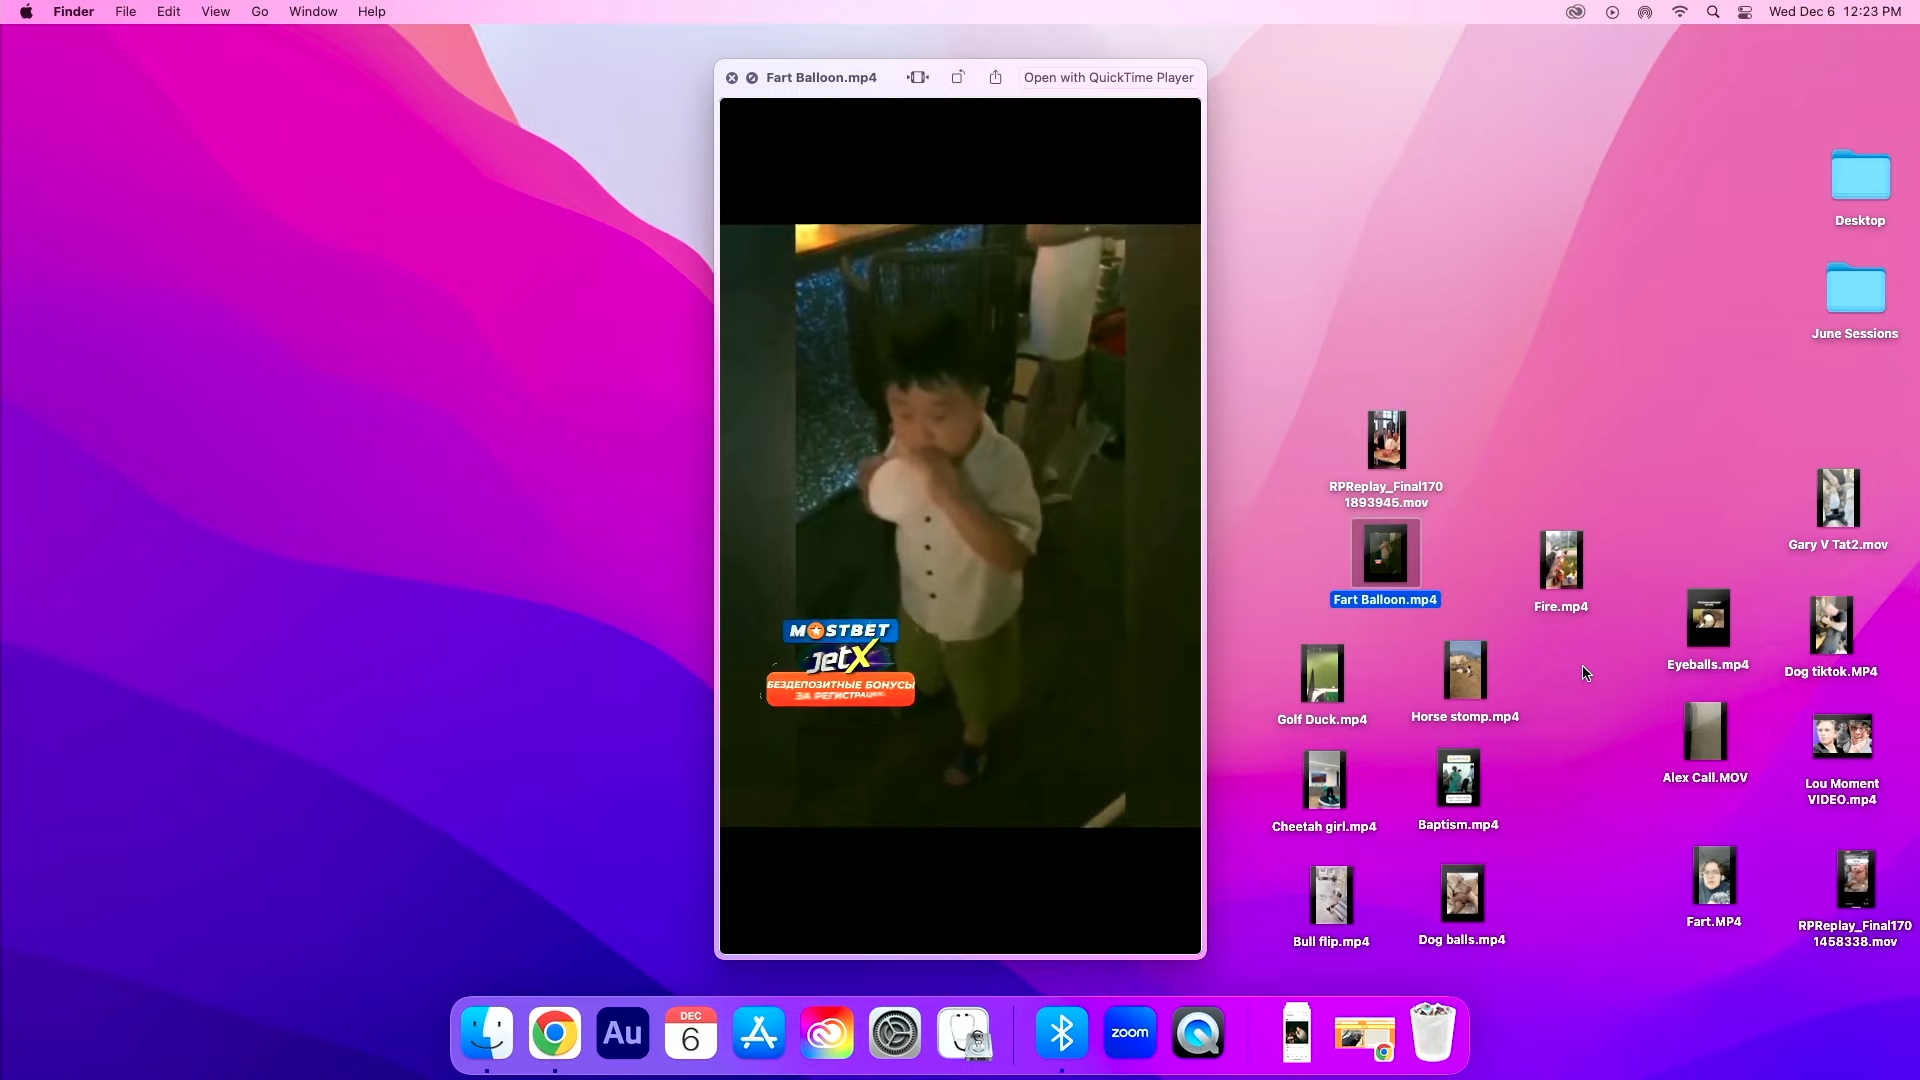 Finder File Edit View Go Window Help
Wed Dec 6 12:23 PM
Fart Balloon.mp4
Open with QuickTime Player
MOSTBET
JetX
БЕЗДЕПОЗИТНЫЕ БОНУСЫ
ЗА РЕГИСТРАЦИЮ
Desktop
June Sessions
RPReplay_Final170
1893945.mov
Gary V Tat2.mov
Fart Balloon.mp4
Fire.mp4
Eyeballs.mp4
Dog tiktok.MP4
Golf Duck.mp4
Horse stomp.mp4
Alex Call.MOV
Lou Moment
VIDEO.mp4
Cheetah girl.mp4
Baptism.mp4
Fart.MP4
RPReplay_Final170
1458338.mov
Bull flip.mp4
Dog balls.mp4
Au
DEC
6
zoom